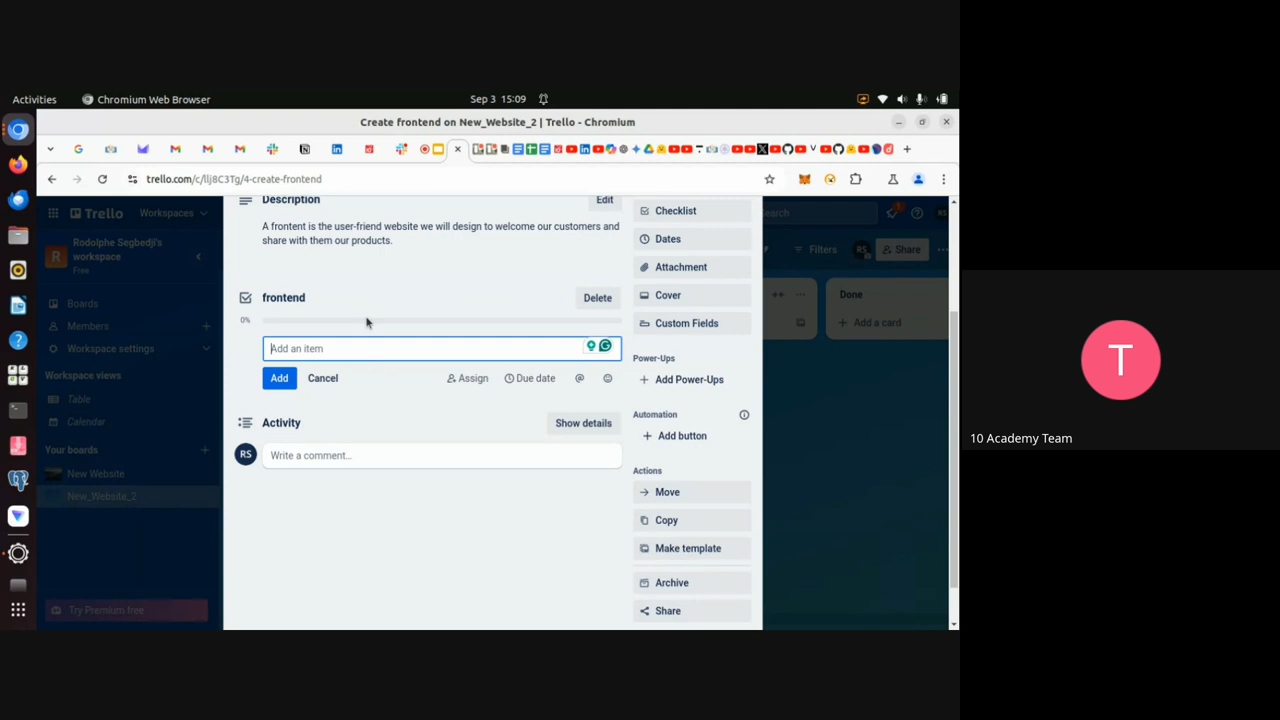 Activities
Chromium Web Browser
Sep 3 15:09
Create frontend on New_Website_2 | Trello - Chromium
trello.com/c/llj8C3Tg/4-create-frontend
Trello
Workspaces
Search
Rodolphe Segbedji's
workspace
Free
Boards
Members
Workspace settings
Workspace views
Table
Calendar
Your boards
New Website
New_Website_2
Try Premium free
Description
Edit
A frontent is the user-friend website we will design to welcome our customers and
share with them our products.
frontend
Delete
0%
Add an item
Add
Cancel
Assign
Due date
Activity
Show details
RS
Write a comment…
Checklist
Dates
Attachment
Cover
Custom Fields
Power-Ups
Add Power-Ups
Automation
Add button
Actions
Move
Copy
Make template
Archive
Share
Filters
RS
Share
Done
Add a card
T
10 Academy Team